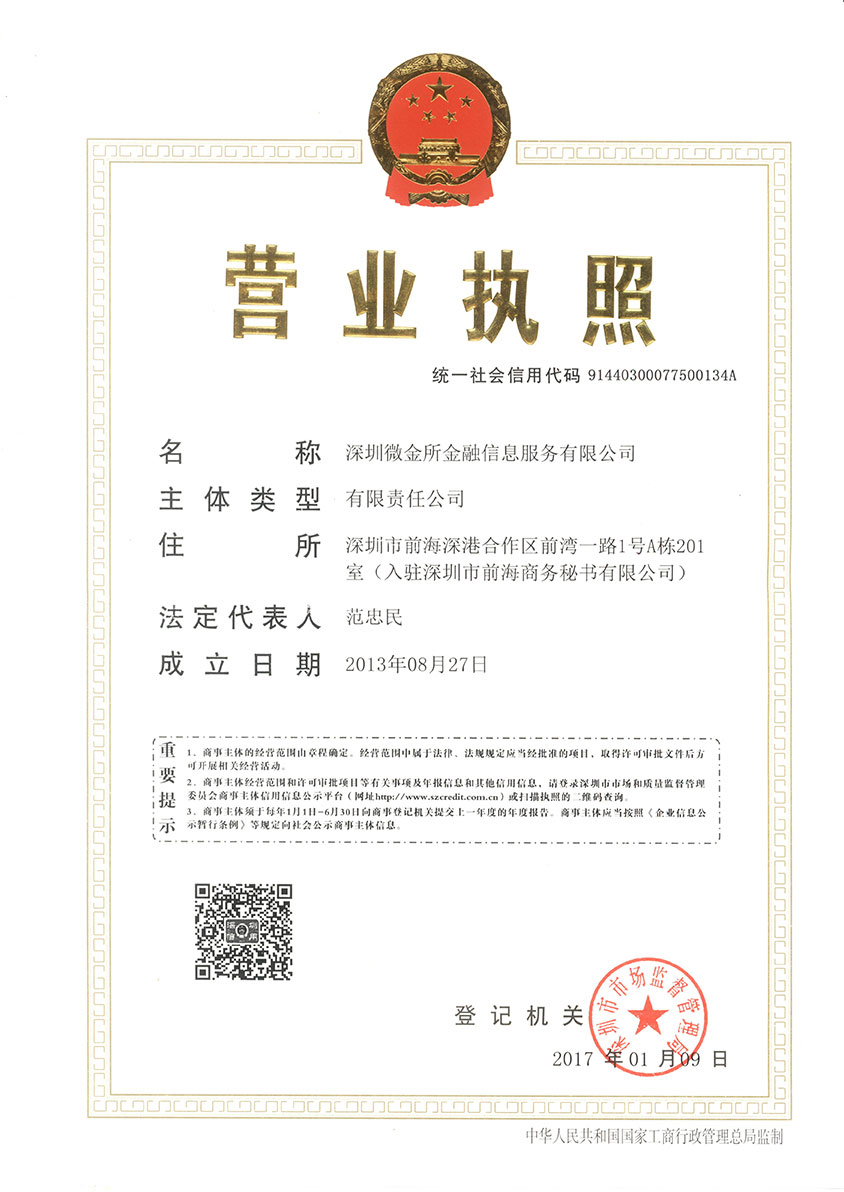 营业执照
统一社会信用代码 91440300077500134A
名称 深圳微金所金融信息服务有限公司
主体类型 有限责任公司
住所 深圳市前海深港合作区前湾一路1号A栋201
室（入驻深圳市前海商务秘书有限公司）
法定代表人 范忠民
成立日期 2013年08月27日
重要提示
1．商事主体的经营范围由章程确定。经营范围中属于法律、法规规定应当经批准的项目，取得许可审批文件后方
可开展相关经营活动。
2．商事主体经营范围和许可审批项目等有关事项及年报信息和其他信用信息，请登录深圳市市场和质量监督管理
委员会商事主体信用信息公示平台（网址http://www.szcredit.com.cn）或扫描执照的二维码查询。
3．商事主体须于每年1月1日-6月30日向商事登记机关提交上一年度的年度报告。商事主体应当按照《企业信息公
示暂行条例》等规定向社会公示商事主体信息。
深圳信用
登记机关
深圳市市场监督管理局
2017 年 01 月 09 日
中华人民共和国国家工商行政管理总局监制